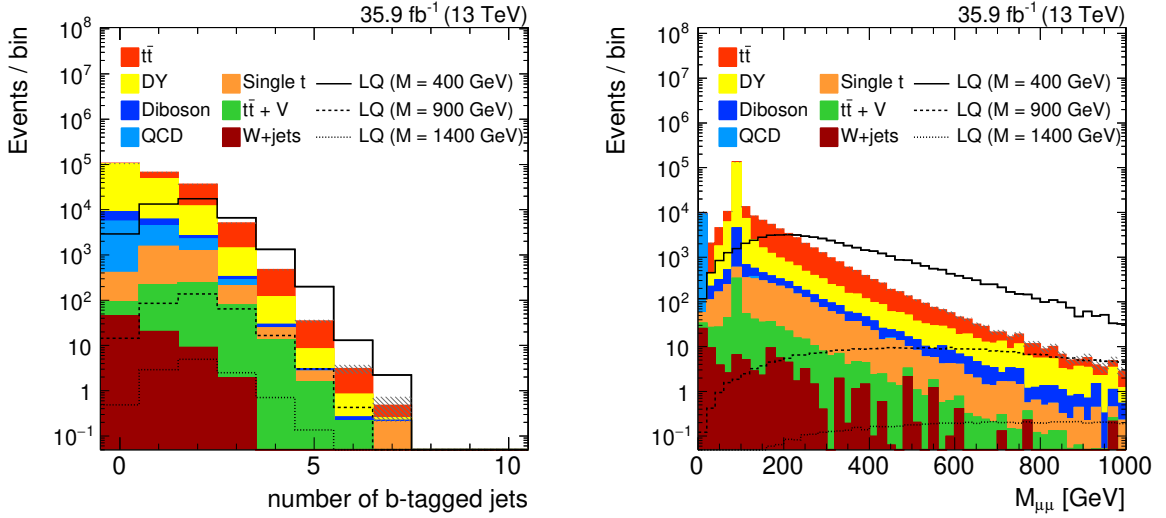 35.9 fb⁻¹ (13 TeV)
Events / bin
10⁸
10⁷
10⁶
10⁵
10⁴
10³
10²
10
1
10⁻¹
tt̄
DY
Diboson
QCD
Single t
tt̄ + V
W+jets
LQ (M = 400 GeV)
LQ (M = 900 GeV)
LQ (M = 1400 GeV)
0 5 10
number of b-tagged jets
35.9 fb⁻¹ (13 TeV)
Events / bin
10⁸
10⁷
10⁶
10⁵
10⁴
10³
10²
10
1
10⁻¹
tt̄
DY
Diboson
QCD
Single t
tt̄ + V
W+jets
LQ (M = 400 GeV)
LQ (M = 900 GeV)
LQ (M = 1400 GeV)
0 200 400 600 800 1000
M_μμ [GeV]